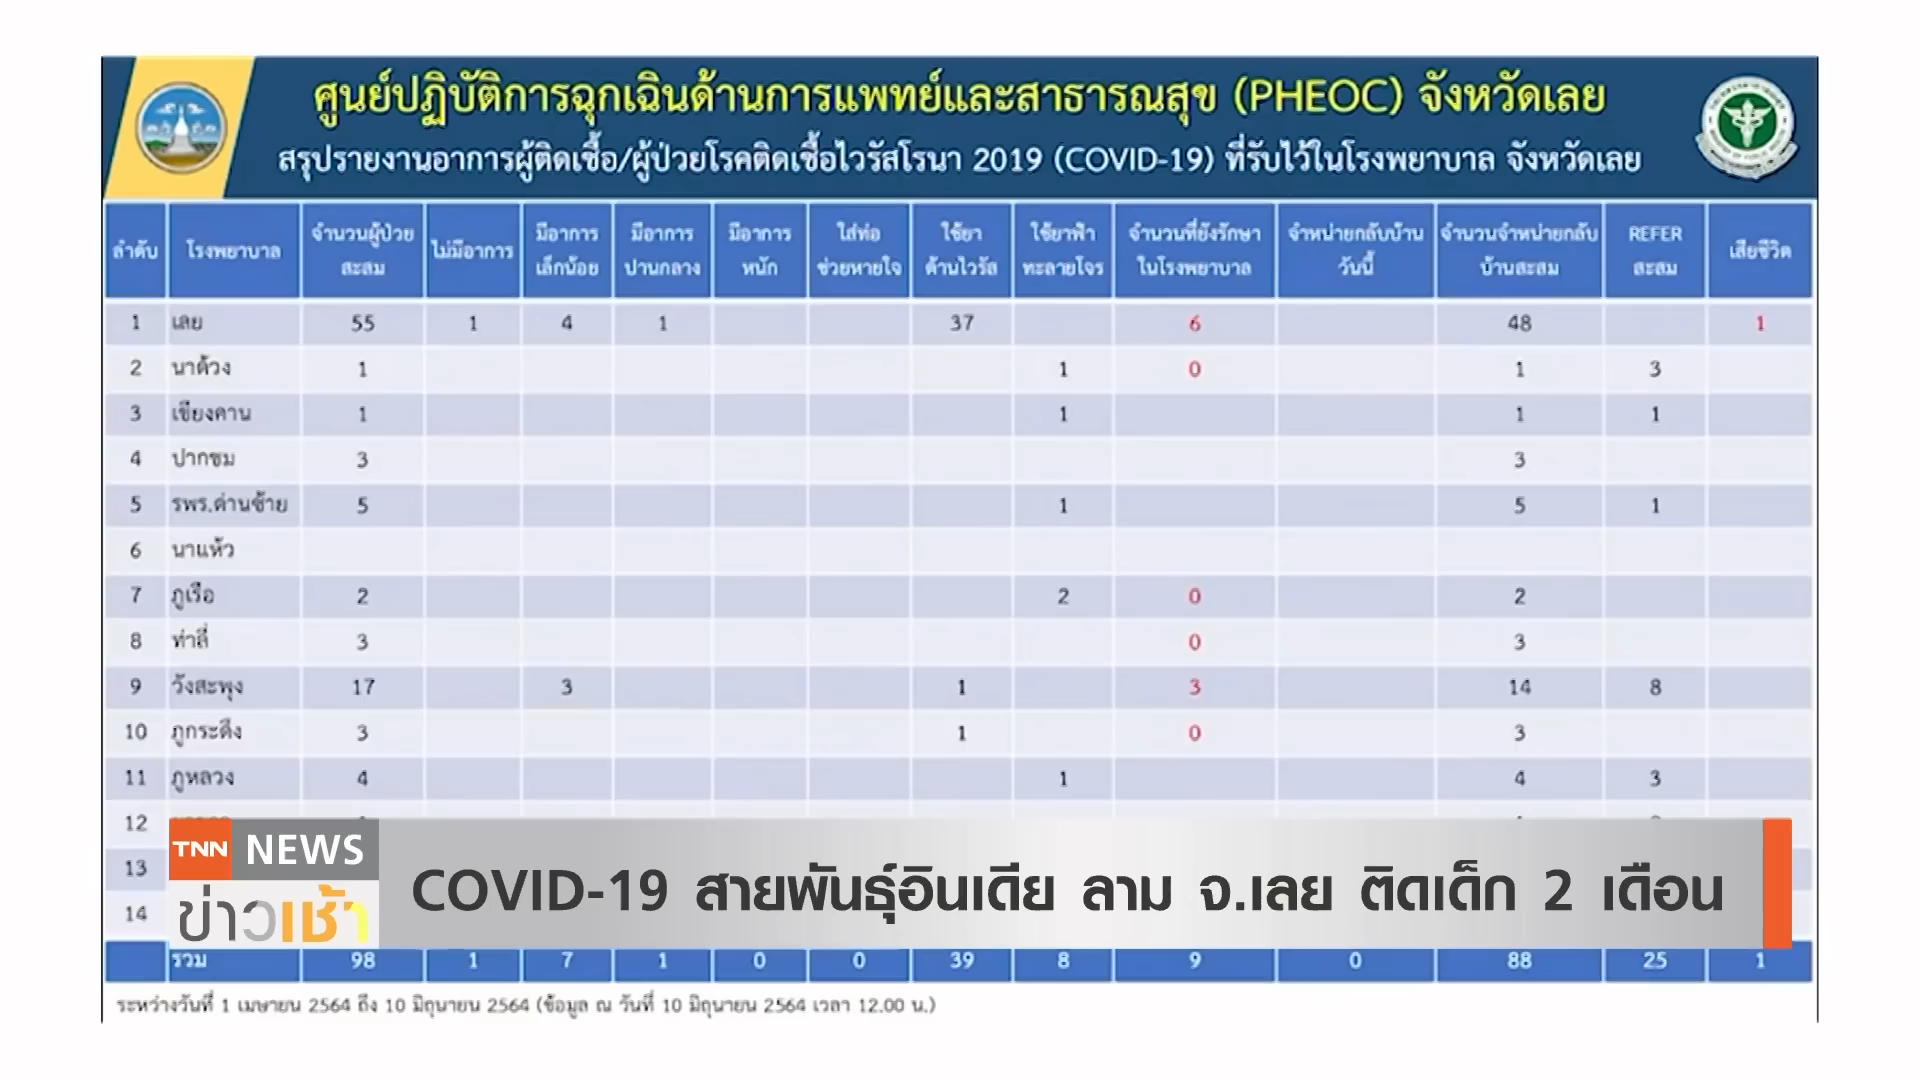 ศูนย์ปฏิบัติการฉุกเฉินด้านการแพทย์และสาธารณสุข (PHEOC) จังหวัดเลย
สรุปรายงานอาการผู้ติดเชื้อ/ผู้ป่วยโรคติดเชื้อไวรัสโรนา 2019 (COVID-19) ที่รับไว้ในโรงพยาบาล จังหวัดเลย
ลำดับ โรงพยาบาล จำนวนผู้ป่วยสะสม ไม่มีอาการ มีอาการเล็กน้อย มีอาการปานกลาง มีอาการหนัก ใส่ท่อช่วยหายใจ ใช้ยาต้านไวรัส ใช้ยาฟ้าทะลายโจร จำนวนที่ยังรักษาในโรงพยาบาล จำหน่ายกลับบ้านวันนี้ จำนวนจำหน่ายกลับบ้านสะสม REFER สะสม เสียชีวิต
1 เลย 55 1 4 1 37 6 48 1
2 นาด้วง 1 1 0 1 3
3 เชียงคาน 1 1 1 1
4 ปากชม 3 3
5 รพร.ด่านซ้าย 5 1 5 1
6 นาแห้ว
7 ภูเรือ 2 2 0 2
8 ท่าลี่ 3 0 3
9 วังสะพุง 17 3 1 3 14 8
10 ภูกระดึง 3 1 0 3
11 ภูหลวง 4 1 4 3
12
13
14
TNN NEWS
ข่าวเช้า
COVID-19 สายพันธุ์อินเดีย ลาม จ.เลย ติดเด็ก 2 เดือน
รวม 98 1 7 1 0 0 39 8 9 0 88 25 1
ระหว่างวันที่ 1 เมษายน 2564 ถึง 10 มิถุนายน 2564 (ข้อมูล ณ วันที่ 10 มิถุนายน 2564 เวลา 12.00 น.)